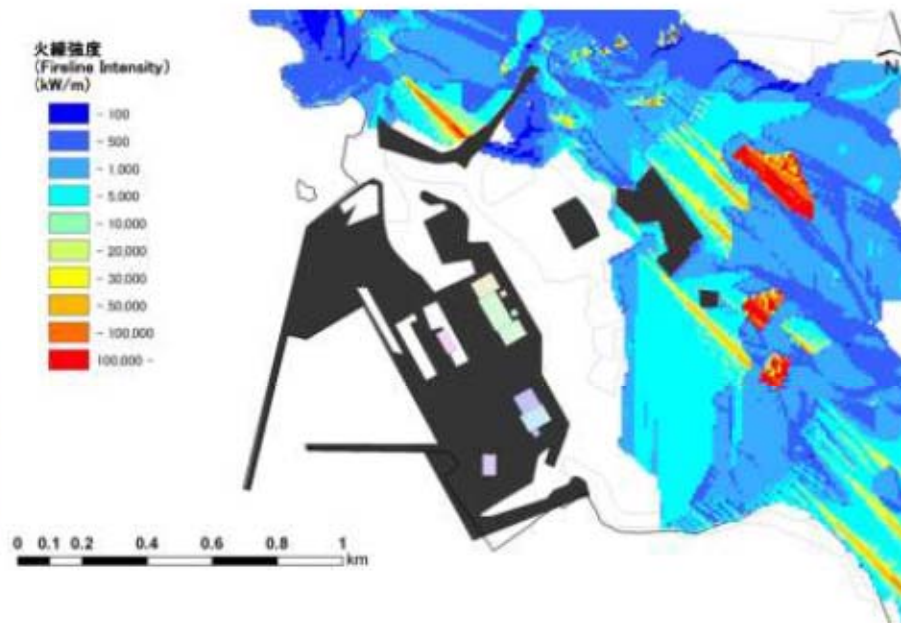 火線強度
(Fireline Intensity)
(kW/m)
- 100
- 500
- 1.000
- 5.000
- 10.000
- 20.000
- 30.000
- 50.000
- 100.000
100.000 -
N
0 0.1 0.2 0.4 0.6 0.8 1
km